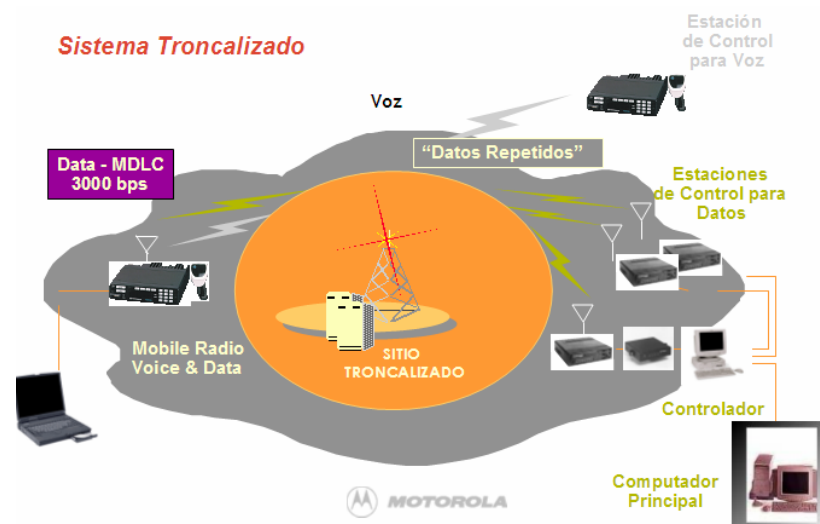 Sistema Troncalizado
Estación
de Control
para Voz
Voz
"Datos Repetidos"
Data - MDLC
3000 bps
Estaciones
de Control para
Datos
Mobile Radio
Voice & Data
SITIO
TRONCALIZADO
Controlador
Computador
Principal
MOTOROLA